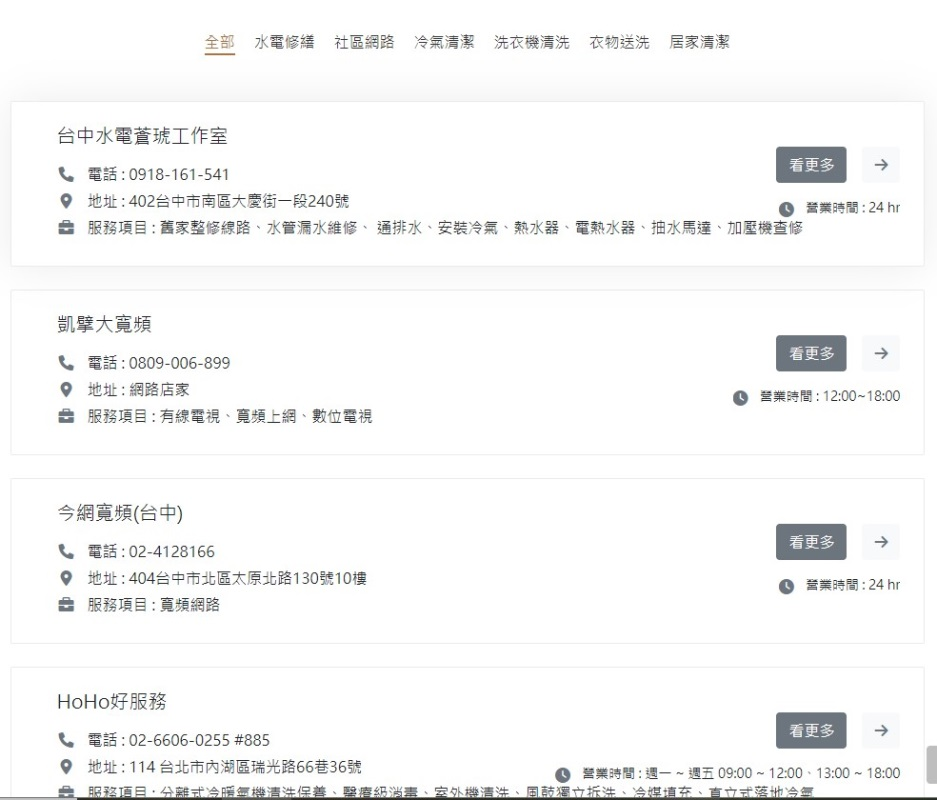 全部 水電修繕 社區網路 冷氣清潔 洗衣機清洗 衣物送洗 居家清潔
台中水電蒼琥工作室
電話 : 0918-161-541
地址 : 402台中市南區大慶街一段240號
服務項目 : 舊家整修線路、水管漏水維修、 通排水、安裝冷氣、熱水器、電熱水器、抽水馬達、加壓機查修
看更多
營業時間 : 24 hr
凱擘大寬頻
電話 : 0809-006-899
地址 : 網路店家
服務項目 : 有線電視、寬頻上網、數位電視
看更多
營業時間 : 12:00~18:00
今網寬頻(台中)
電話 : 02-4128166
地址 : 404台中市北區太原北路130號10樓
服務項目 : 寬頻網路
看更多
營業時間 : 24 hr
HoHo好服務
電話 : 02-6606-0255 #885
地址 : 114 台北市內湖區瑞光路66巷36號
服務項目 : 分離式冷暖氣機清洗保養、醫療級消毒、室外機清洗、風鼓獨立拆洗、冷媒填充、直立式落地冷氣
看更多
營業時間 : 週一 ~ 週五 09:00 ~ 12:00、13:00 ~ 18:00